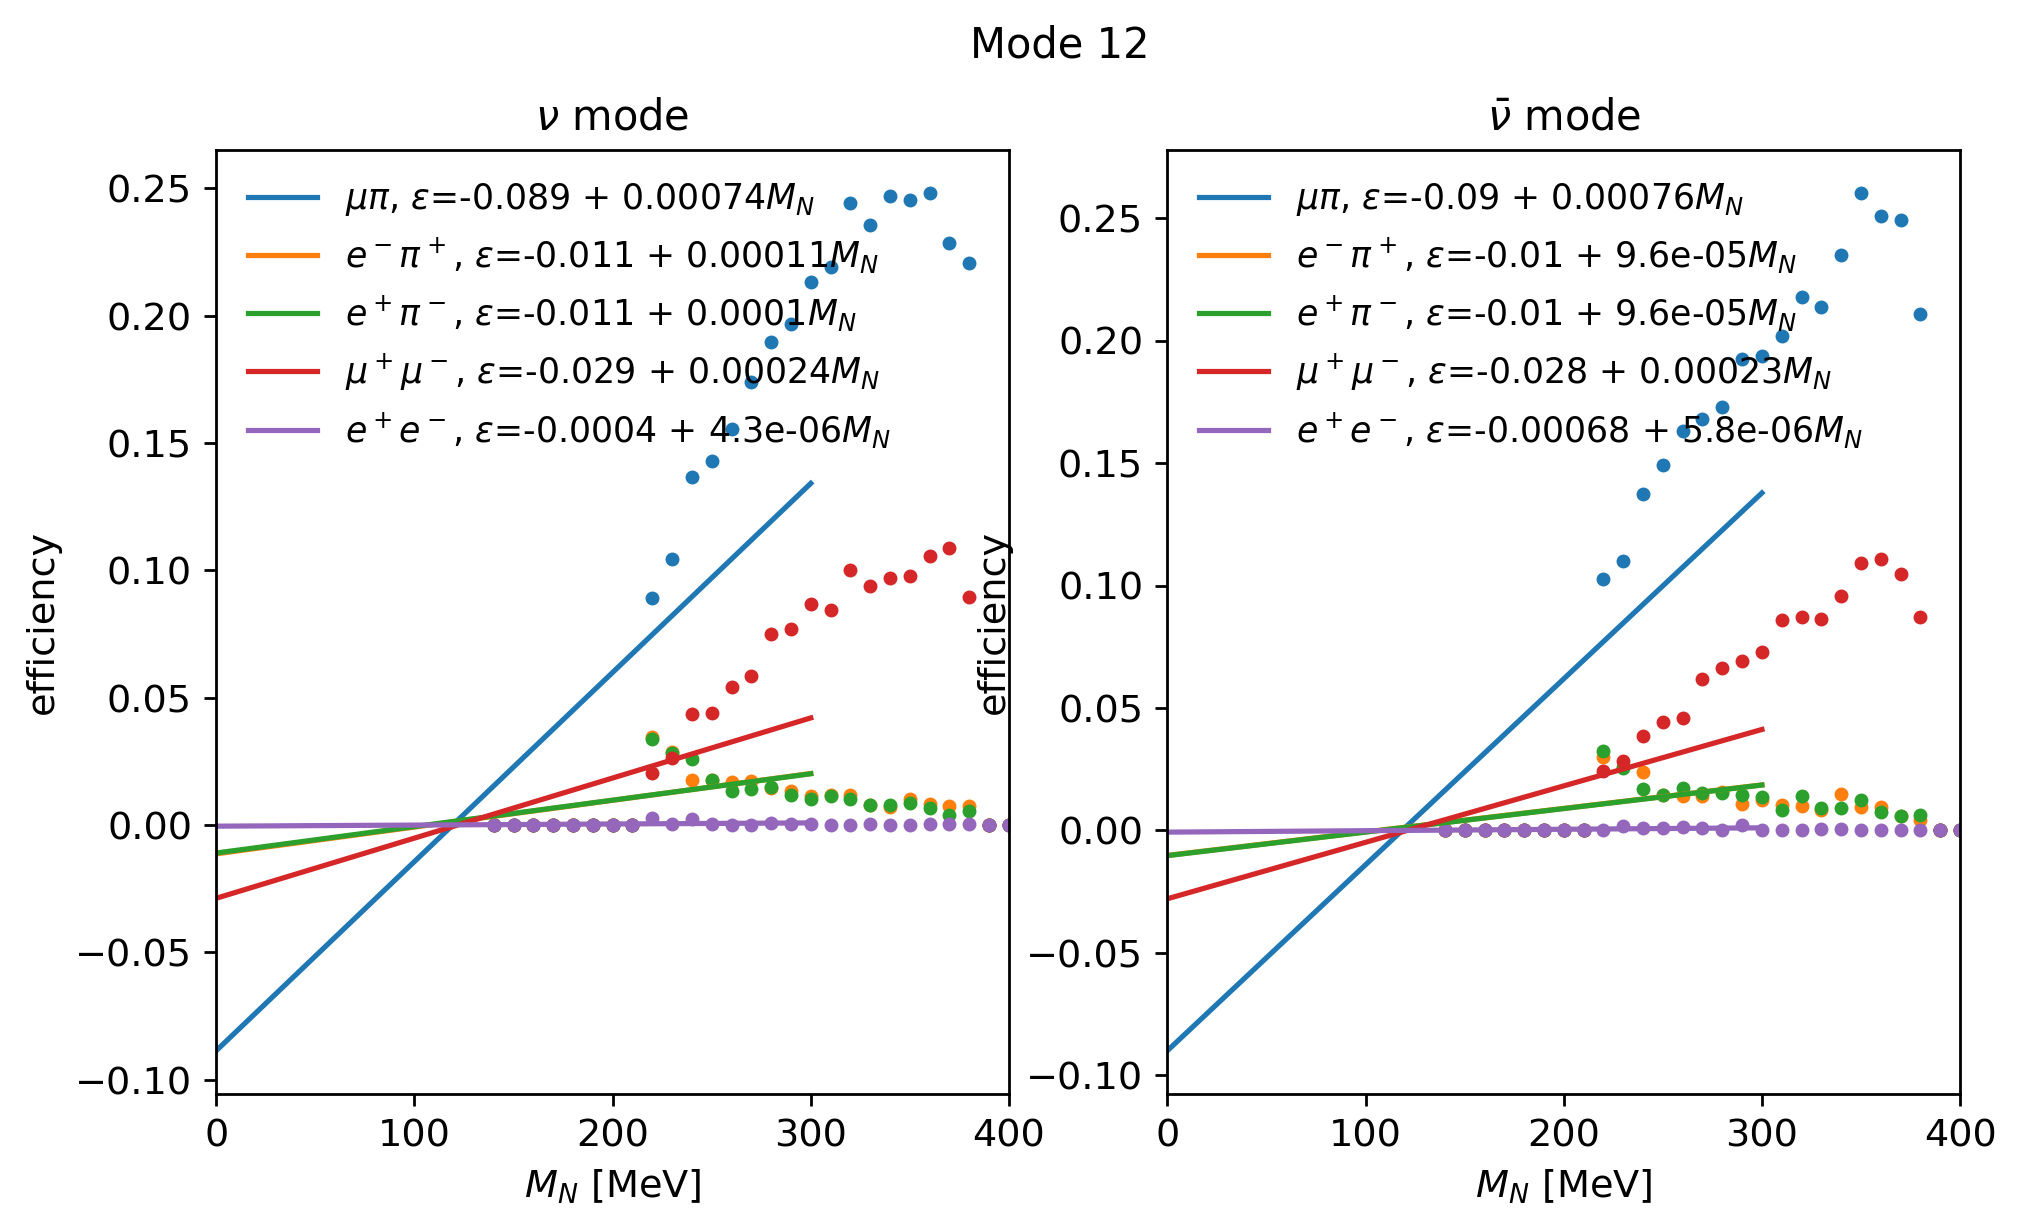 Mode 12
ν mode
0.25
0.20
0.15
0.10
0.05
0.00
−0.05
−0.10
efficiency
μπ, ε=-0.089 + 0.00074M_N
e⁻π⁺, ε=-0.011 + 0.00011M_N
e⁺π⁻, ε=-0.011 + 0.0001M_N
μ⁺μ⁻, ε=-0.029 + 0.00024M_N
e⁺e⁻, ε=-0.0004 + 4.3e-06M_N
0 100 200 300 400
M_N [MeV]
ν̄ mode
0.25
0.20
0.15
0.10
0.05
0.00
−0.05
−0.10
efficiency
μπ, ε=-0.09 + 0.00076M_N
e⁻π⁺, ε=-0.01 + 9.6e-05M_N
e⁺π⁻, ε=-0.01 + 9.6e-05M_N
μ⁺μ⁻, ε=-0.028 + 0.00023M_N
e⁺e⁻, ε=-0.00068 + 5.8e-06M_N
0 100 200 300 400
M_N [MeV]